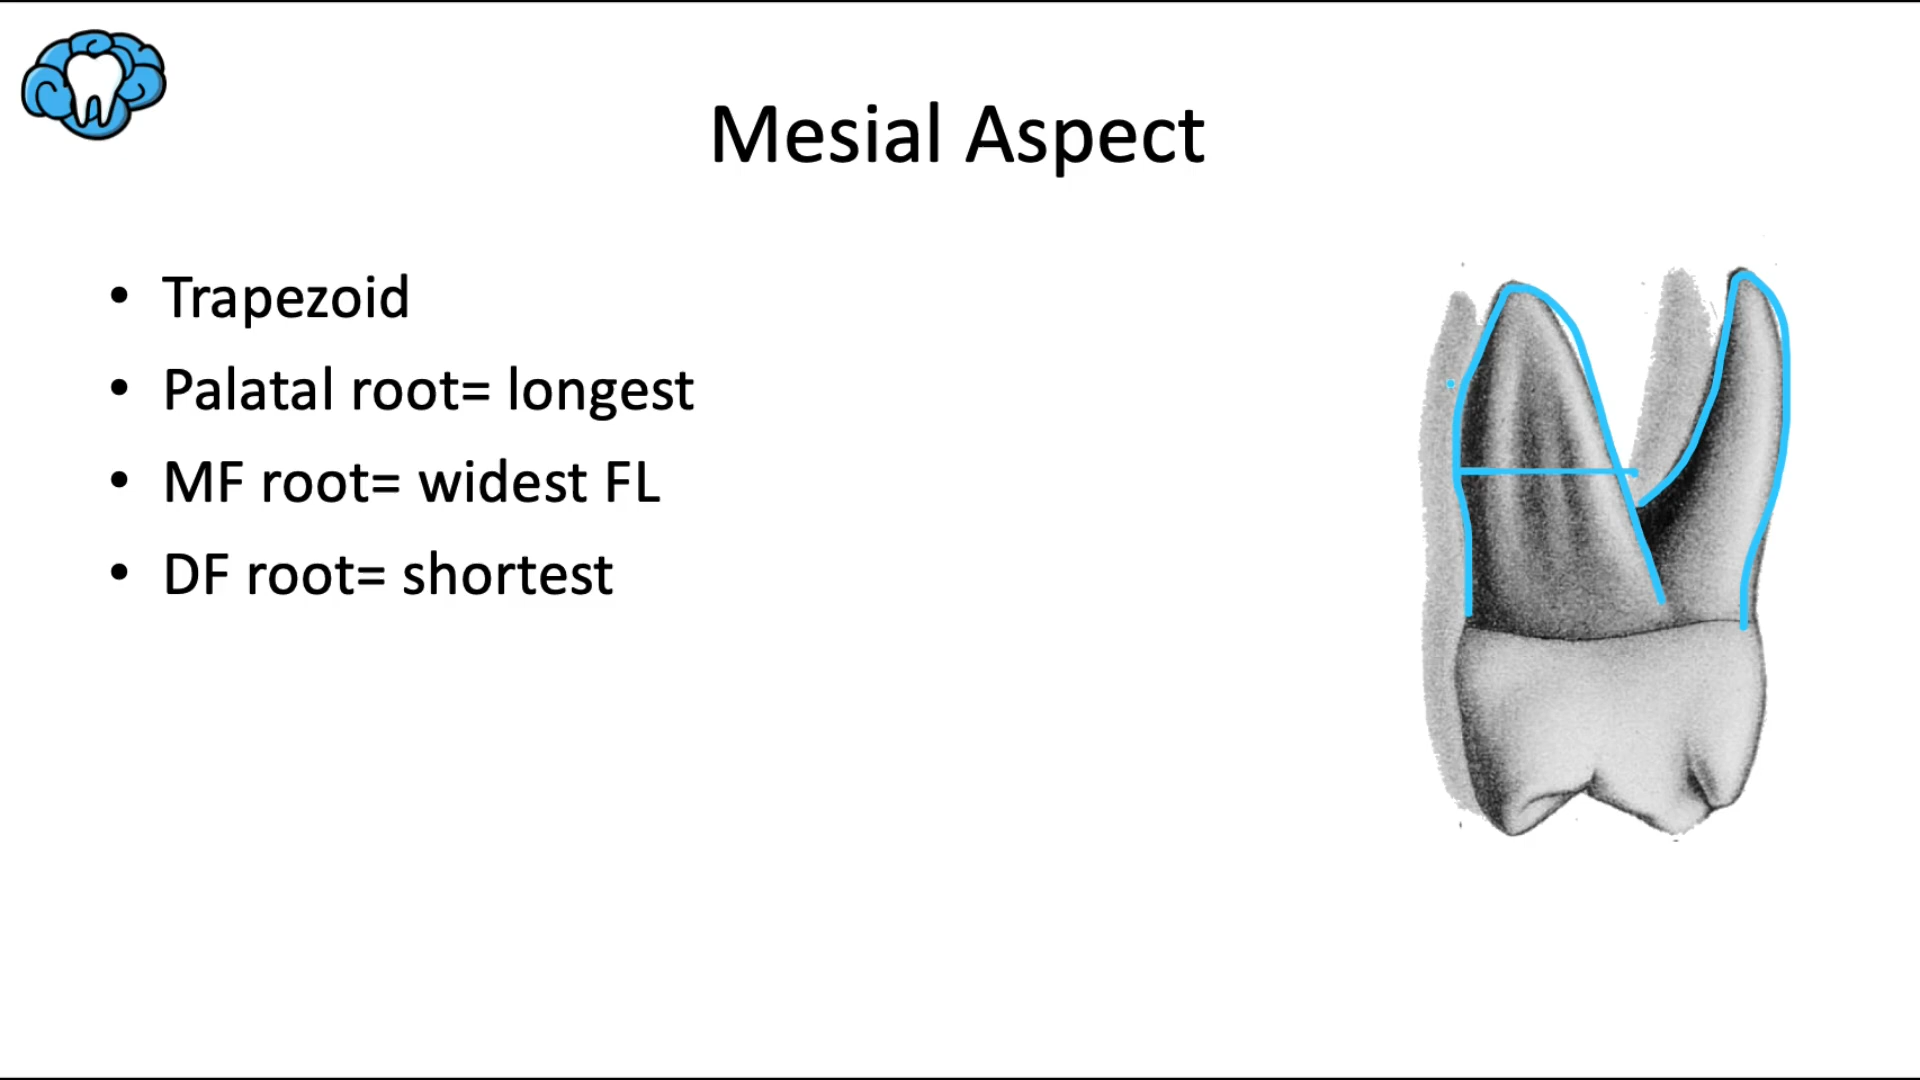 Mesial Aspect
• Trapezoid
• Palatal root= longest
• MF root= widest FL
• DF root= shortest